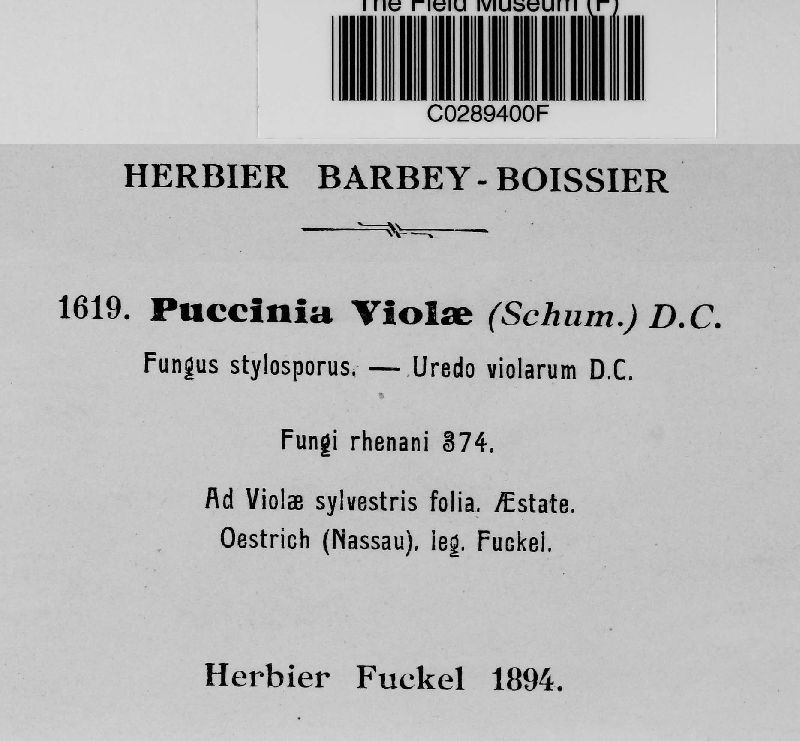 The Field Museum (F)
C0289400F
HERBIER BARBEY-BOISSIER
1619. Puccinia Violæ (Schum.) D.C.
Fungus stylosporus. — Uredo violarum D.C.
Fungi rhenani 374.
Ad Violæ sylvestris folia. Æstate.
Oestrich (Nassau). leg. Fuckel.
Herbier Fuckel 1894.